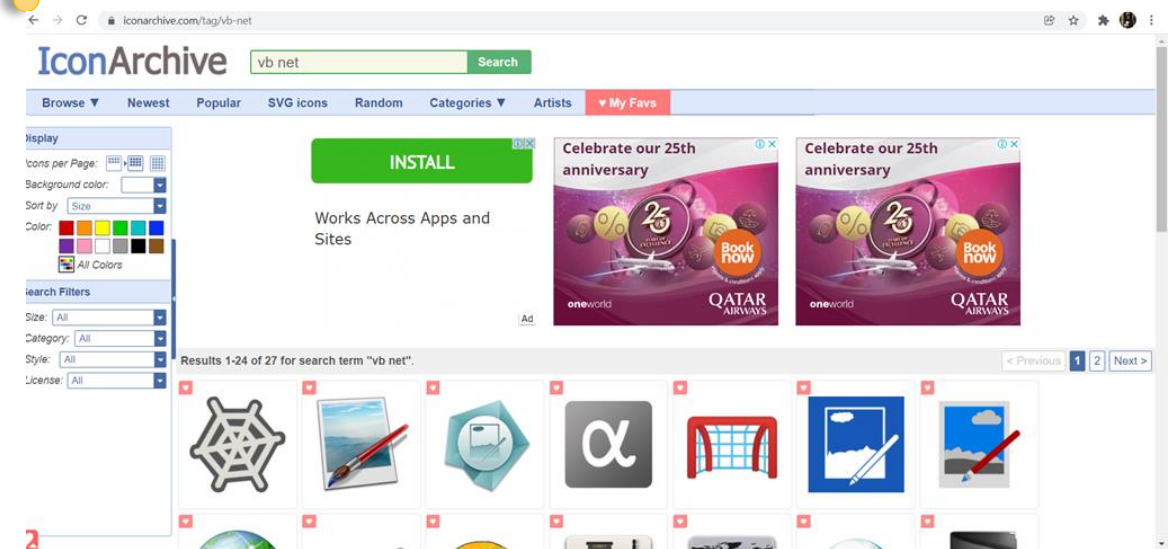 iconarchive.com/tag/vb-net
IconArchive
vb net
Search
Browse ▼ Newest Popular SVG icons Random Categories ▼ Artists ♥ My Favs
Display
Icons per Page:
Background color:
Sort by Size
Color:
All Colors
Search Filters
Size: All
Category: All
Style: All
License: All
INSTALL
Works Across Apps and
Sites
Ad
Celebrate our 25th
anniversary
25
Book
now
oneworld
QATAR
AIRWAYS
Celebrate our 25th
anniversary
25
Book
now
oneworld
QATAR
AIRWAYS
Results 1-24 of 27 for search term "vb net".
< Previous 1 2 Next >
α